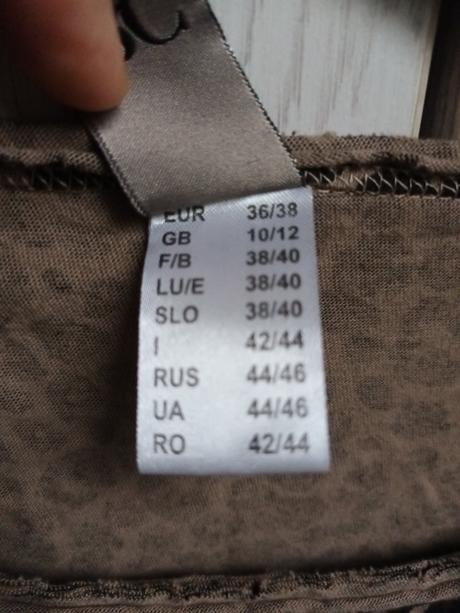 EUR 36/38
GB 10/12
F/B 38/40
LU/E 38/40
SLO 38/40
I 42/44
RUS 44/46
UA 44/46
RO 42/44